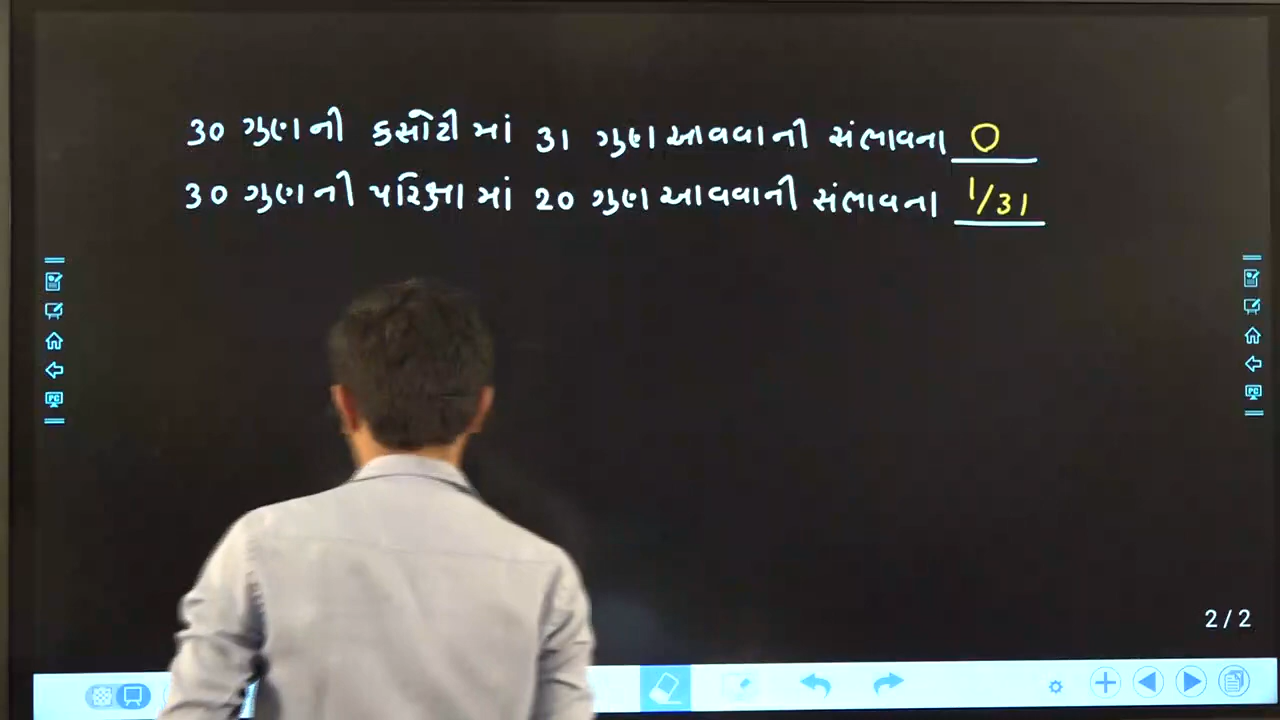 30 ગુણની કસોટીમાં 31 ગુણ આવવાની સંભાવના 0
30 ગુણની પરિક્ષામાં 20 ગુણ આવવાની સંભાવના 1/31
2 / 2